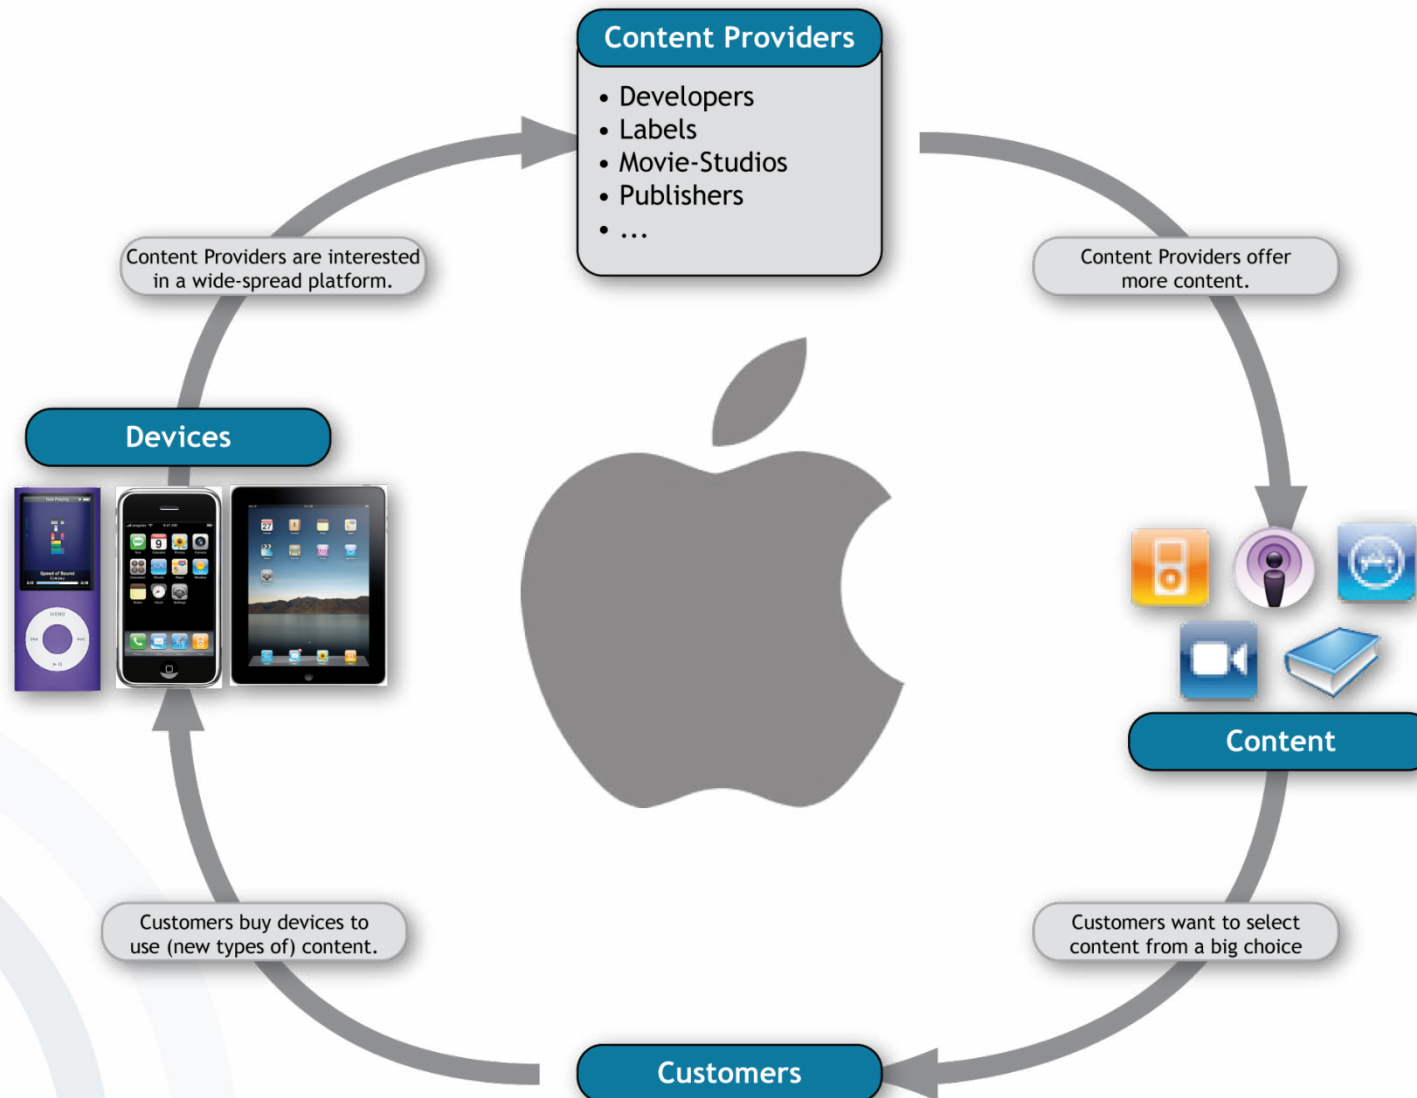 Content Providers
• Developers
• Labels
• Movie-Studios
• Publishers
• ...
Content Providers are interested
in a wide-spread platform.
Content Providers offer
more content.
Devices
Content
Customers buy devices to
use (new types of) content.
Customers want to select
content from a big choice
Customers